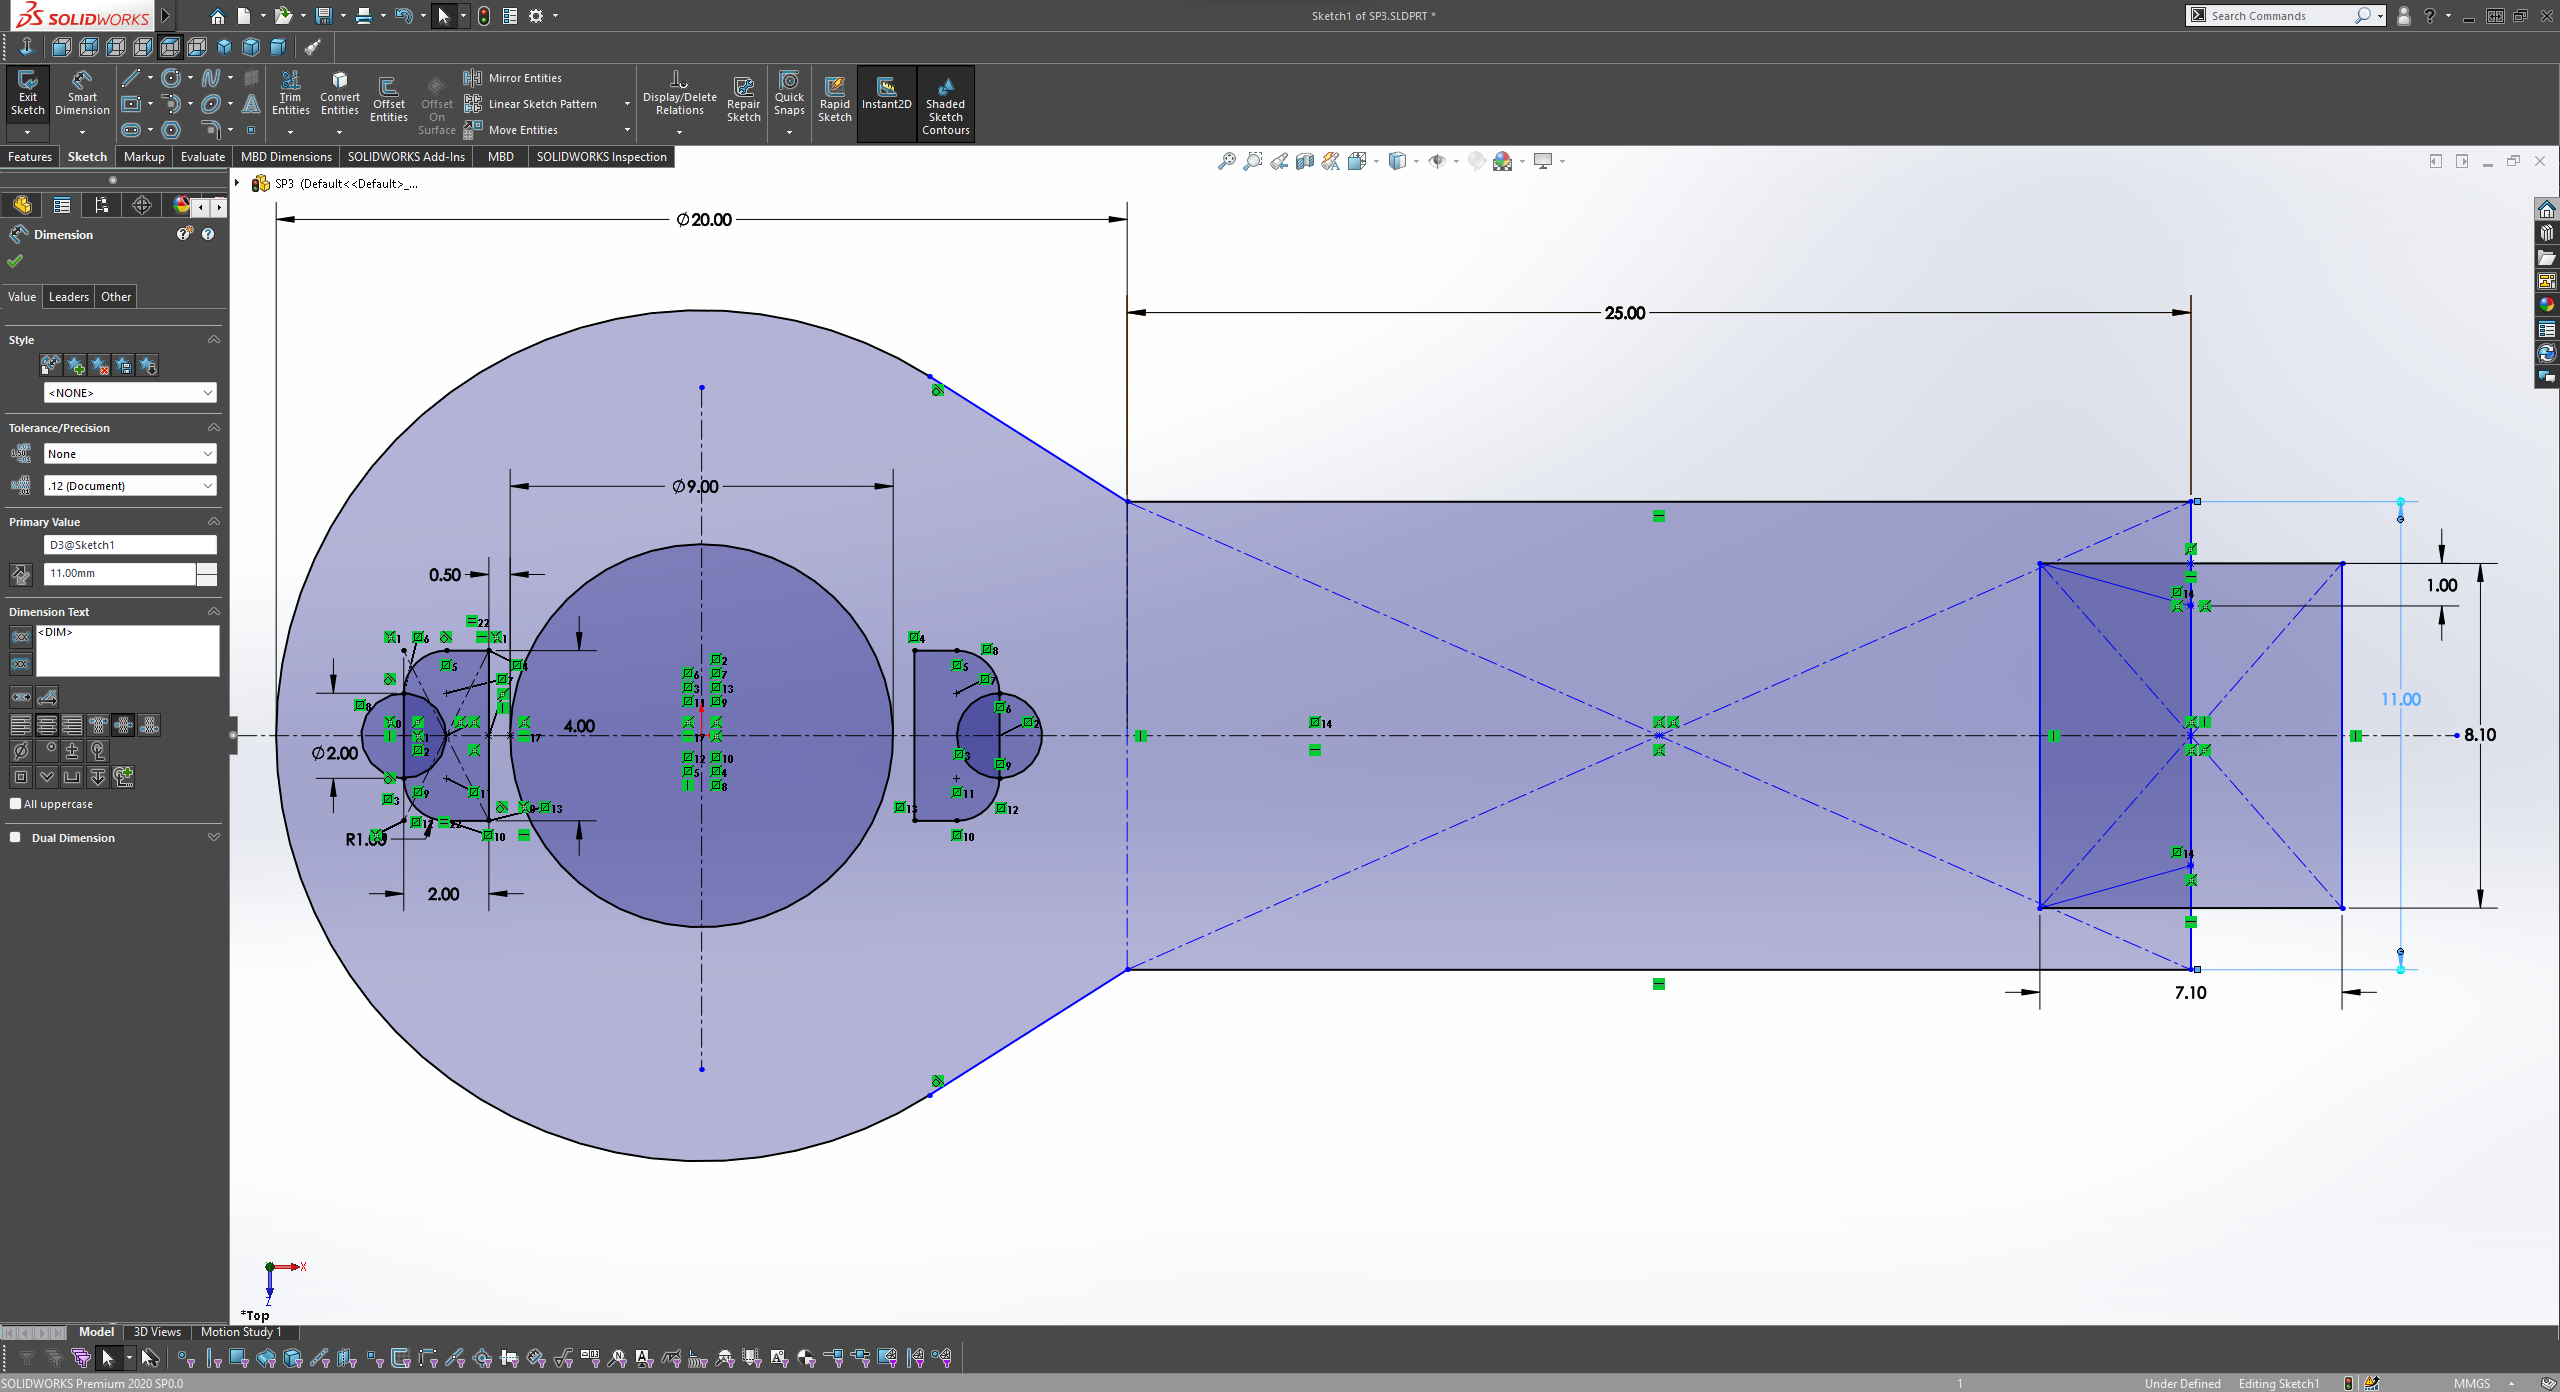 SOLIDWORKS
Sketch1 of SP3.SLDPRT *
Search Commands
Exit Sketch
Smart Dimension
Trim Entities
Convert Entities
Offset Entities
Offset On Surface
Mirror Entities
Linear Sketch Pattern
Move Entities
Display/Delete Relations
Repair Sketch
Quick Snaps
Rapid Sketch
Instant2D
Shaded Sketch Contours
Features Sketch Markup Evaluate MBD Dimensions SOLIDWORKS Add-Ins MBD SOLIDWORKS Inspection
SP3 (Default<<Default>_...
Dimension
Value Leaders Other
Style
<NONE>
Tolerance/Precision
None
.12 (Document)
Primary Value
D3@Sketch1
11.00mm
Dimension Text
<DIM>
All uppercase
Dual Dimension
∅20.00
25.00
∅9.00
0.50
1.00
4.00
11.00
8.10
∅2.00
R1.00
2.00
7.10
X
Z
*Top
Model 3D Views Motion Study 1
SOLIDWORKS Premium 2020 SP0.0
1
Under Defined
Editing Sketch1
MMGS